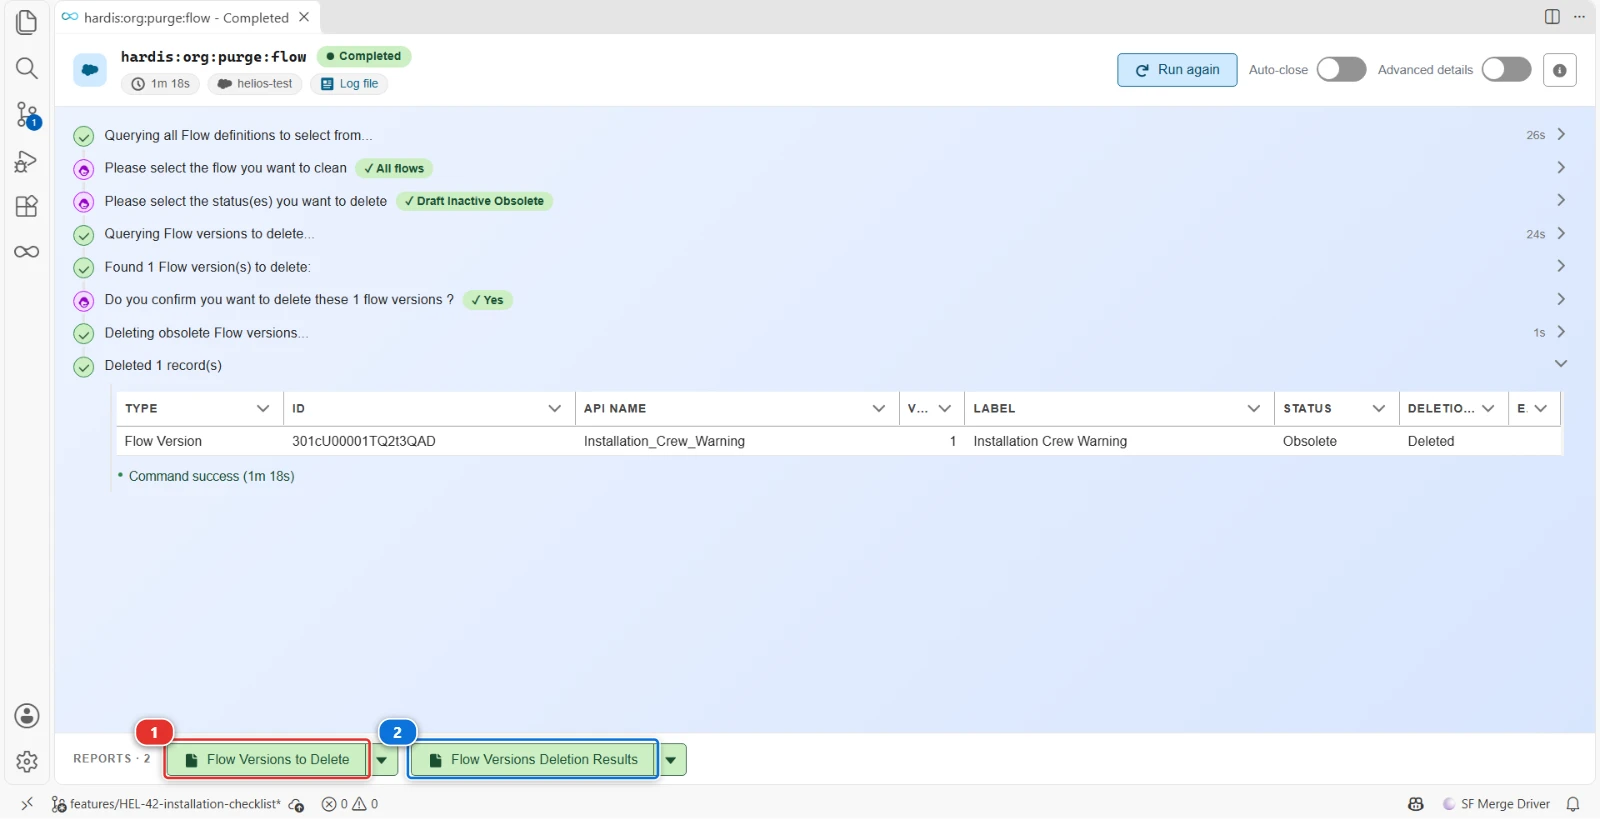 hardis:org:purge:flow - Completed
hardis:org:purge:flow Completed
1m 18s helios-test Log file
Run again Auto-close Advanced details
Querying all Flow definitions to select from... 26s
Please select the flow you want to clean ✓ All flows
Please select the status(es) you want to delete ✓ Draft Inactive Obsolete
Querying Flow versions to delete... 24s
Found 1 Flow version(s) to delete:
Do you confirm you want to delete these 1 flow versions ? ✓ Yes
Deleting obsolete Flow versions... 1s
Deleted 1 record(s)
TYPE ID API NAME V... LABEL STATUS DELETIO... E.
Flow Version 301cU00001TQ2t3QAD Installation_Crew_Warning 1 Installation Crew Warning Obsolete Deleted
• Command success (1m 18s)
1 2
REPORTS · 2 Flow Versions to Delete Flow Versions Deletion Results
features/HEL-42-installation-checklist* 0 0 SF Merge Driver
1